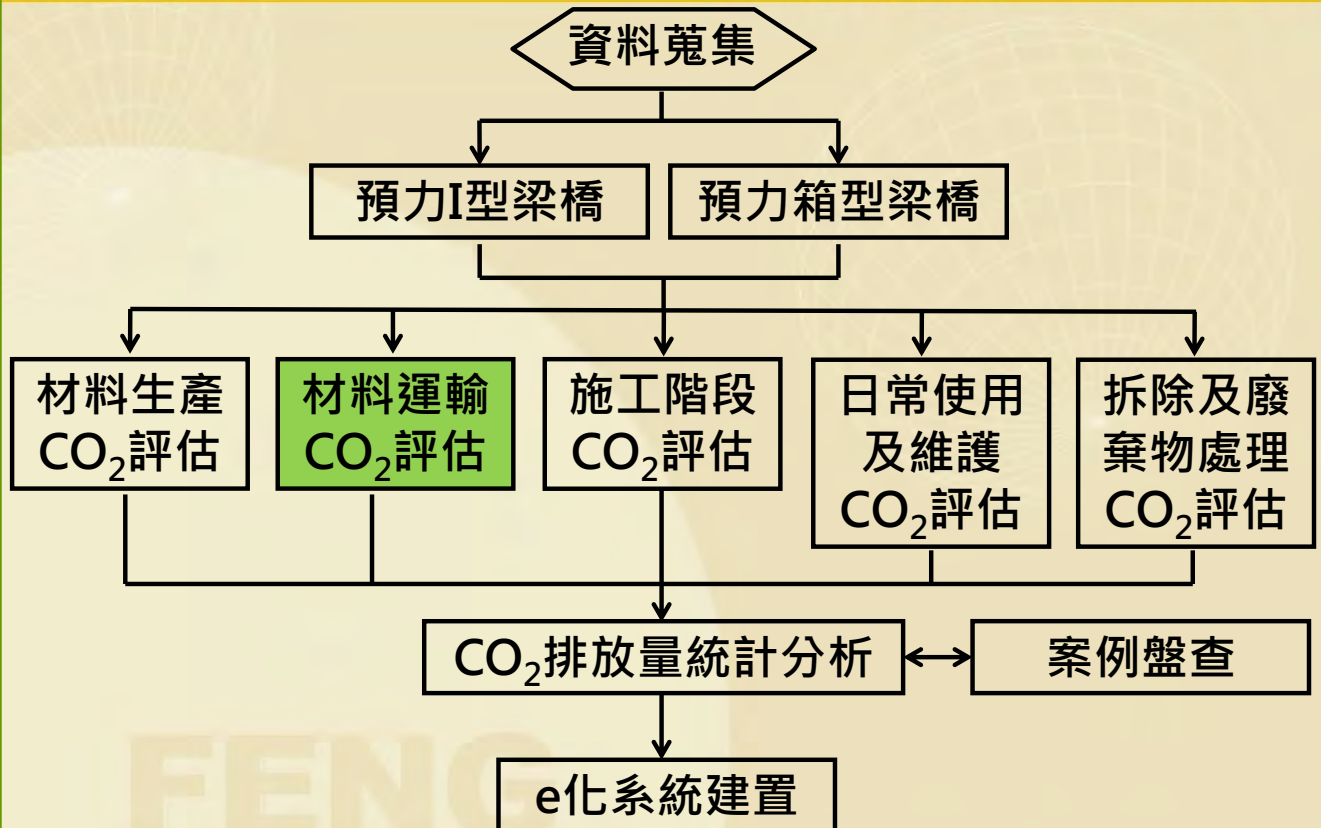 資料蒐集
預力I型梁橋
預力箱型梁橋
材料生產
CO₂評估
材料運輸
CO₂評估
施工階段
CO₂評估
日常使用
及維護
CO₂評估
拆除及廢
棄物處理
CO₂評估
CO₂排放量統計分析
案例盤查
e化系統建置
FENG